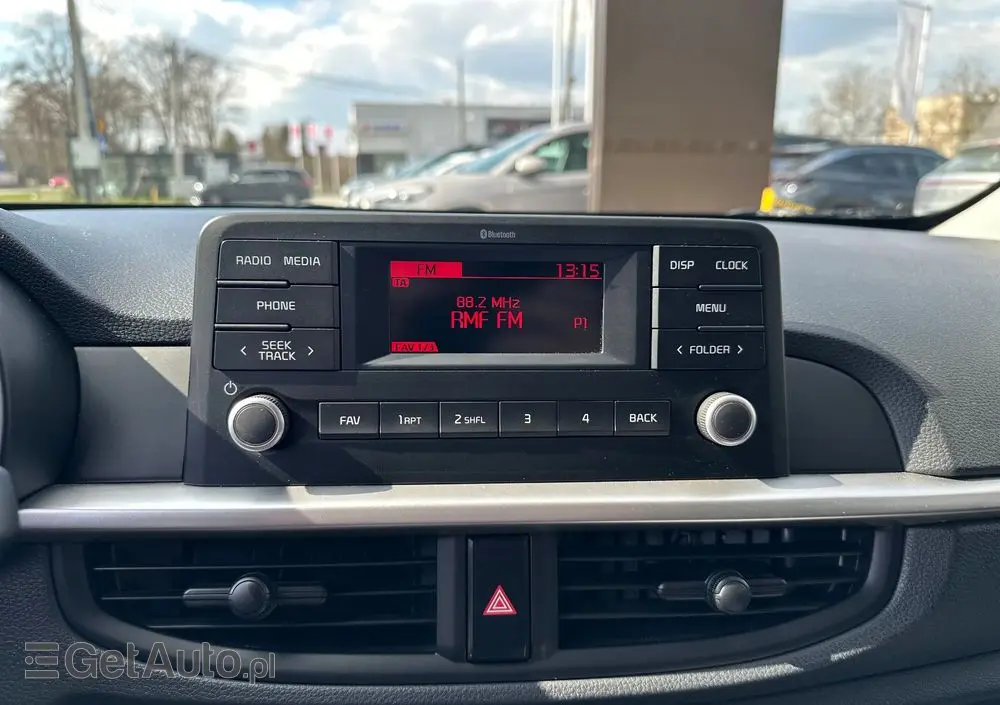 Bluetooth
RADIO MEDIA
PHONE
< SEEK TRACK >
FM 13:15
TA
88.2 MHz
RMF FM P1
FAV 1/3
DISP CLOCK
MENU
< FOLDER >
FAV 1 RPT 2 SHFL 3 4 BACK
GetAuto.pl